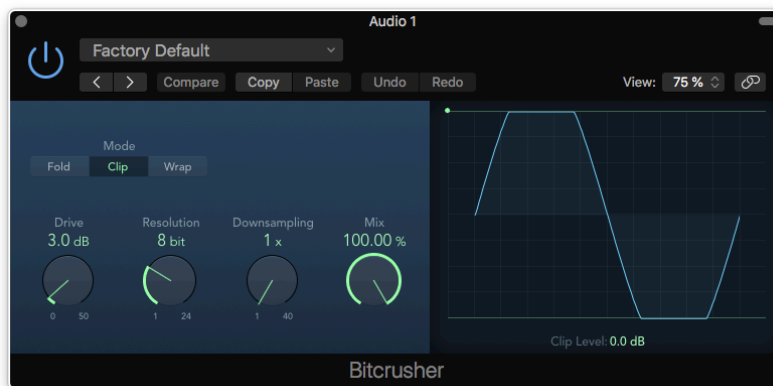 Audio 1
Factory Default
Compare Copy Paste Undo Redo View: 75 %
Mode
Fold Clip Wrap
Drive Resolution Downsampling Mix
3.0 dB 8 bit 1 x 100.00 %
0 50 1 24 1 40
Clip Level: 0.0 dB
Bitcrusher